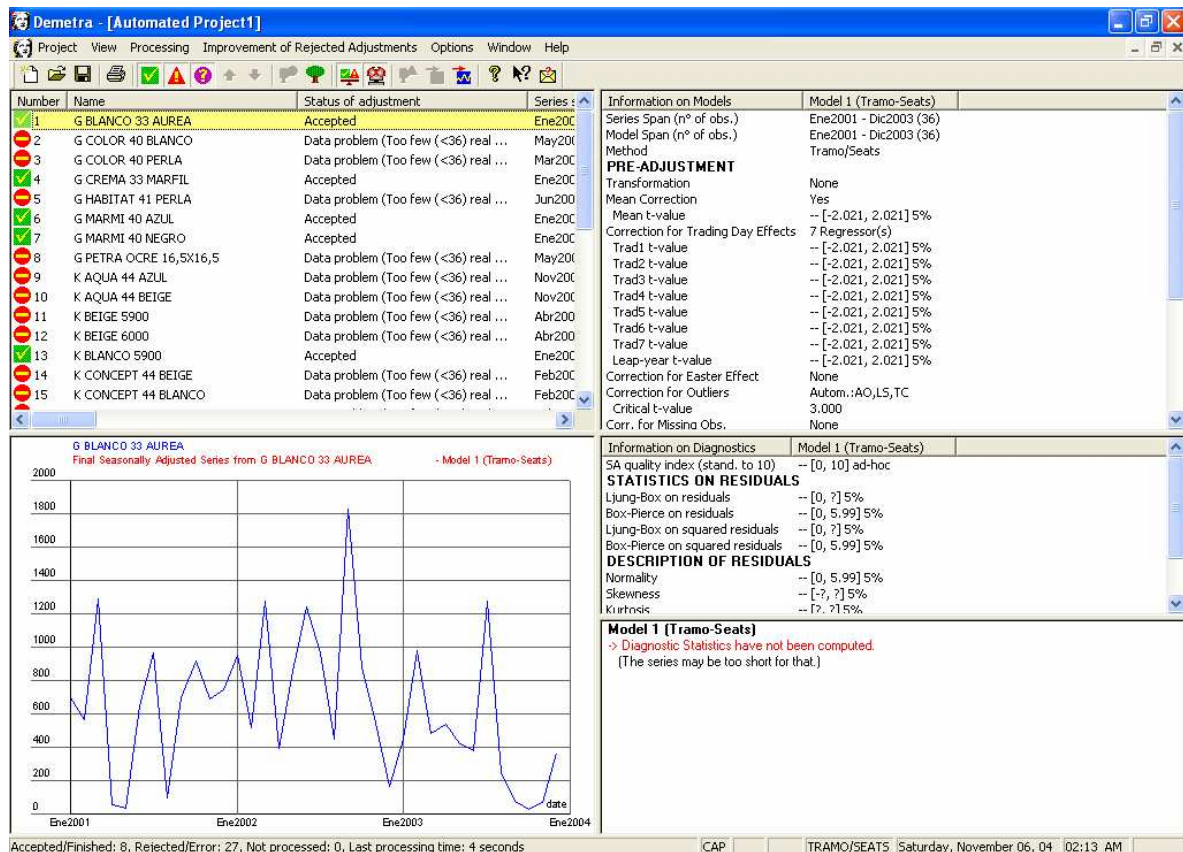 Demetra - [Automated Project1]
Project View Processing Improvement of Rejected Adjustments Options Window Help
Number Name Status of adjustment Series s
1 G BLANCO 33 AUREA Accepted Ene200
2 G COLOR 40 BLANCO Data problem (Too few (<36) real ... May200
3 G COLOR 40 PERLA Data problem (Too few (<36) real ... Mar200
4 G CREMA 33 MARFIL Accepted Ene200
5 G HABITAT 41 PERLA Data problem (Too few (<36) real ... Jun200
6 G MARMI 40 AZUL Accepted Ene200
7 G MARMI 40 NEGRO Accepted Ene200
8 G PETRA OCRE 16,5X16,5 Data problem (Too few (<36) real ... May200
9 K AQUA 44 AZUL Data problem (Too few (<36) real ... Nov200
10 K AQUA 44 BEIGE Data problem (Too few (<36) real ... Nov200
11 K BEIGE 5900 Data problem (Too few (<36) real ... Abr200
12 K BEIGE 6000 Data problem (Too few (<36) real ... Abr200
13 K BLANCO 5900 Accepted Ene200
14 K CONCEPT 44 BEIGE Data problem (Too few (<36) real ... Feb200
15 K CONCEPT 44 BLANCO Data problem (Too few (<36) real ... Feb200
Information on Models Model 1 (Tramo-Seats)
Series Span (n° of obs.) Ene2001 - Dic2003 (36)
Model Span (n° of obs.) Ene2001 - Dic2003 (36)
Method Tramo/Seats
PRE-ADJUSTMENT
Transformation None
Mean Correction Yes
Mean t-value -- [-2.021, 2.021] 5%
Correction for Trading Day Effects 7 Regressor(s)
Trad1 t-value -- [-2.021, 2.021] 5%
Trad2 t-value -- [-2.021, 2.021] 5%
Trad3 t-value -- [-2.021, 2.021] 5%
Trad4 t-value -- [-2.021, 2.021] 5%
Trad5 t-value -- [-2.021, 2.021] 5%
Trad6 t-value -- [-2.021, 2.021] 5%
Trad7 t-value -- [-2.021, 2.021] 5%
Leap-year t-value -- [-2.021, 2.021] 5%
Correction for Easter Effect None
Correction for Outliers Autom.:AO,LS,TC
Critical t-value 3.000
Corr. for Missing Obs. None
G BLANCO 33 AUREA
Final Seasonally Adjusted Series from G BLANCO 33 AUREA - Model 1 (Tramo-Seats)
2000
1800
1600
1400
1200
1000
800
600
400
200
0
date
Ene2001 Ene2002 Ene2003 Ene2004
Information on Diagnostics Model 1 (Tramo-Seats)
SA quality index (stand. to 10) -- [0, 10] ad-hoc
STATISTICS ON RESIDUALS
Ljung-Box on residuals -- [0, ?] 5%
Box-Pierce on residuals -- [0, 5.99] 5%
Ljung-Box on squared residuals -- [0, ?] 5%
Box-Pierce on squared residuals -- [0, 5.99] 5%
DESCRIPTION OF RESIDUALS
Normality -- [0, 5.99] 5%
Skewness -- [-?, ?] 5%
Kurtosis -- [?, ?] 5%
Model 1 (Tramo-Seats)
-> Diagnostic Statistics have not been computed.
(The series may be too short for that.)
Accepted/Finished: 8, Rejected/Error: 27, Not processed: 0, Last processing time: 4 seconds CAP TRAMO/SEATS Saturday, November 06, 04 02:13 AM